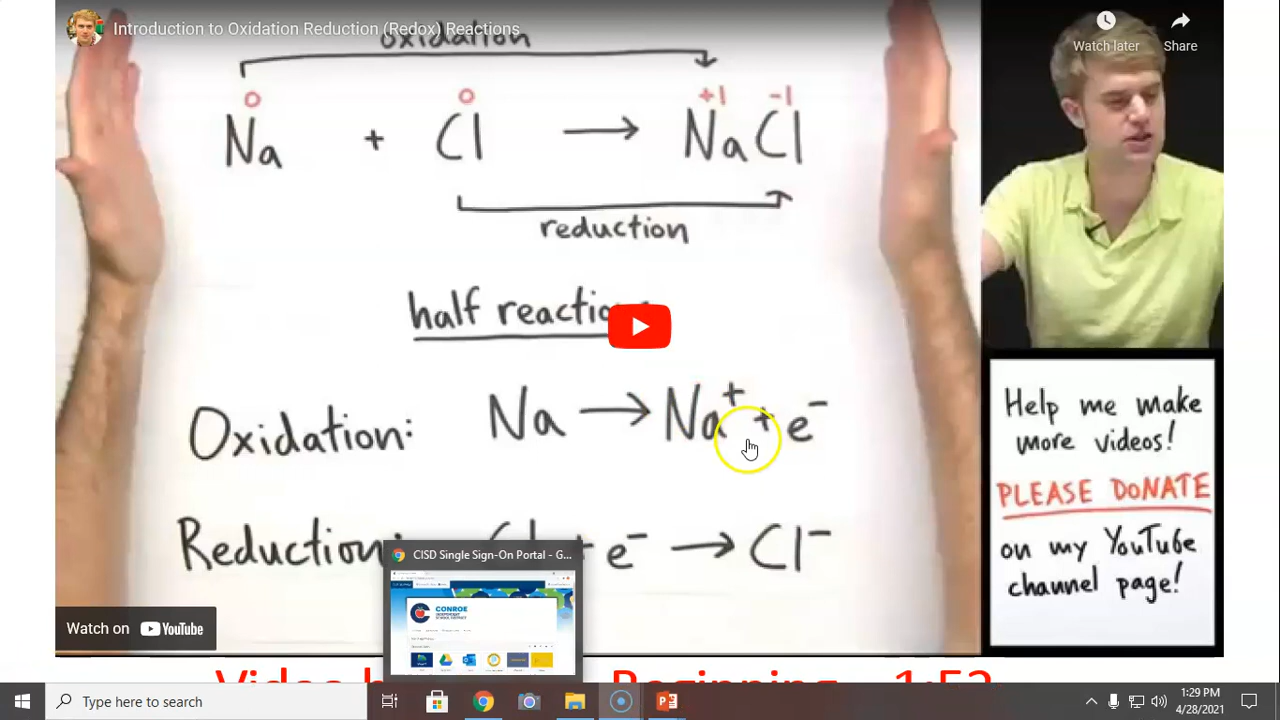 Introduction to Oxidation Reduction (Redox) Reactions
Watch later
Share
oxidation
0 0 +1 -1
Na + Cl → NaCl
reduction
half
Oxidation: Na → Na⁺ + e⁻
Reduction: + e⁻ → Cl⁻
Help me make
more videos!
PLEASE DONATE
on my YouTube
channel page!
Watch on YouTube
CISD Single Sign-On Portal - G...
CONROE
Video
Beginning
Type here to search
1:29 PM
4/28/2021